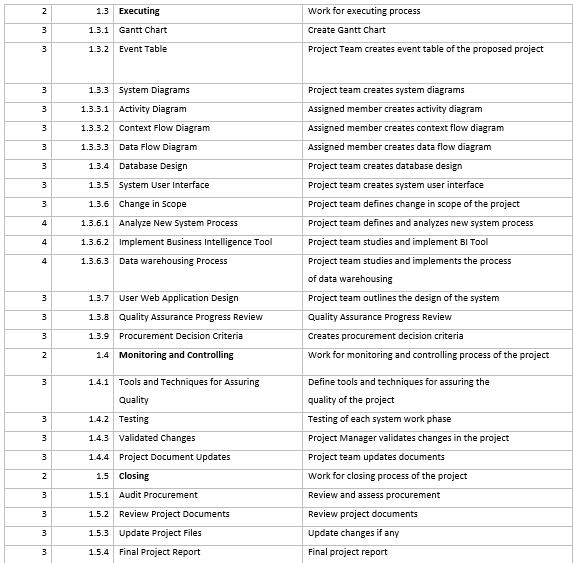 2 1.3 Executing Work for executing process
3 1.3.1 Gantt Chart Create Gantt Chart
3 1.3.2 Event Table Project Team creates event table of the proposed project
3 1.3.3 System Diagrams Project team creates system diagrams
3 1.3.3.1 Activity Diagram Assigned member creates activity diagram
3 1.3.3.2 Context Flow Diagram Assigned member creates context flow diagram
3 1.3.3.3 Data Flow Diagram Assigned member creates data flow diagram
3 1.3.4 Database Design Project team creates database design
3 1.3.5 System User Interface Project team creates system user interface
3 1.3.6 Change in Scope Project team defines change in scope of the project
4 1.3.6.1 Analyze New System Process Project team defines and analyzes new system process
4 1.3.6.2 Implement Business Intelligence Tool Project team studies and implement BI Tool
4 1.3.6.3 Data warehousing Process Project team studies and implements the process
of data warehousing
3 1.3.7 User Web Application Design Project team outlines the design of the system
3 1.3.8 Quality Assurance Progress Review Quality Assurance Progress Review
3 1.3.9 Procurement Decision Criteria Creates procurement decision criteria
2 1.4 Monitoring and Controlling Work for monitoring and controlling process of the project
3 1.4.1 Tools and Techniques for Assuring Define tools and techniques for assuring the
Quality quality of the project
3 1.4.2 Testing Testing of each system work phase
3 1.4.3 Validated Changes Project Manager validates changes in the project
3 1.4.4 Project Document Updates Project team updates documents
2 1.5 Closing Work for closing process of the project
3 1.5.1 Audit Procurement Review and assess procurement
3 1.5.2 Review Project Documents Review project documents
3 1.5.3 Update Project Files Update changes if any
3 1.5.4 Final Project Report Final project report